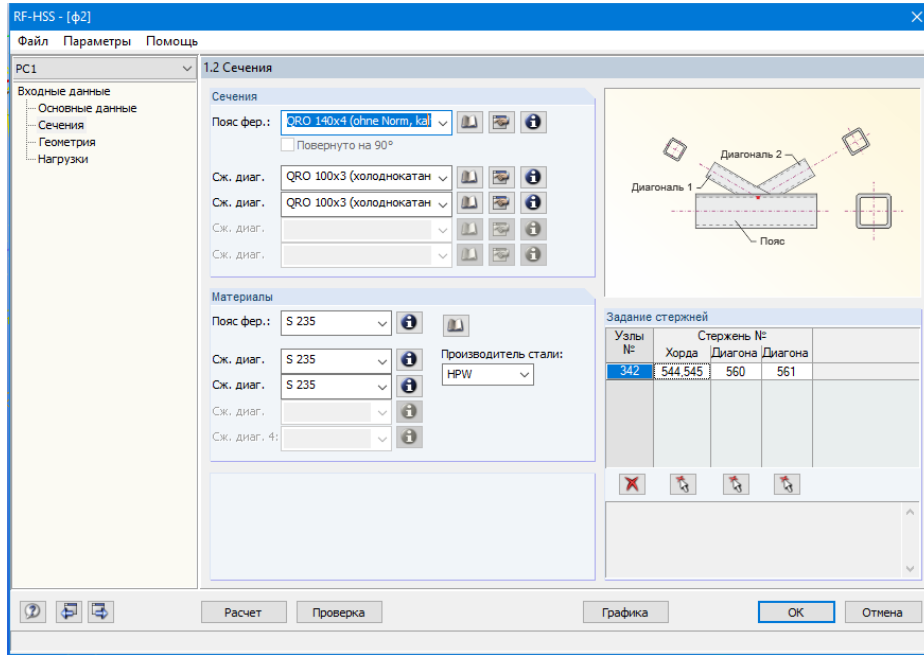 RF-HSS - [ф2]
Файл Параметры Помощь
РС1
1.2 Сечения
Входные данные
Основные данные
Сечения
Геометрия
Нагрузки
Сечения
Пояс фер.: QRO 140x4 (ohne Norm, kalt
Повернуто на 90°
Сж. диаг. QRO 100x3 (холоднокатан
Сж. диаг. QRO 100x3 (холоднокатан
Сж. диаг.
Сж. диаг.
Диагональ 2
Диагональ 1
Пояс
Материалы
Пояс фер.: S 235
Сж. диаг. S 235
Сж. диаг. S 235
Сж. диаг.
Сж. диаг. 4:
Производитель стали:
HPW
Задание стержней
Узлы Стержень №
№ Хорда Диагона Диагона
342 544,545 560 561
Расчет Проверка Графика OK Отмена